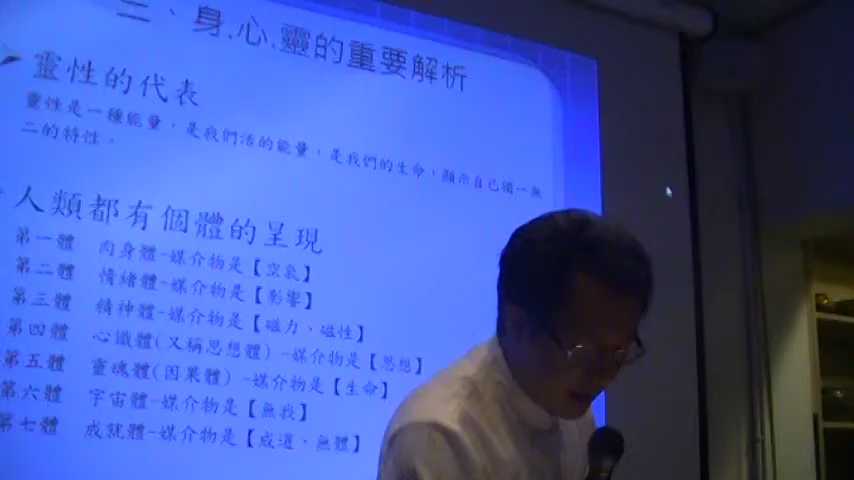 二、身.心.靈的重要解析
靈性的代表
靈性是一種能量，是我們活的能量，是我們的生命，顯示自己獨一無
二的特性。
人類都有個體的呈現
第一體 肉身體-媒介物是【空氣】
第二體 情緒體-媒介物是【影響】
第三體 精神體-媒介物是【磁力、磁性】
第四體 心識體(又稱思想體)-媒介物是【思想】
第五體 靈魂體(因果體)-媒介物是【生命】
第六體 宇宙體-媒介物是【無我】
第七體 成就體-媒介物是【成道，無體】